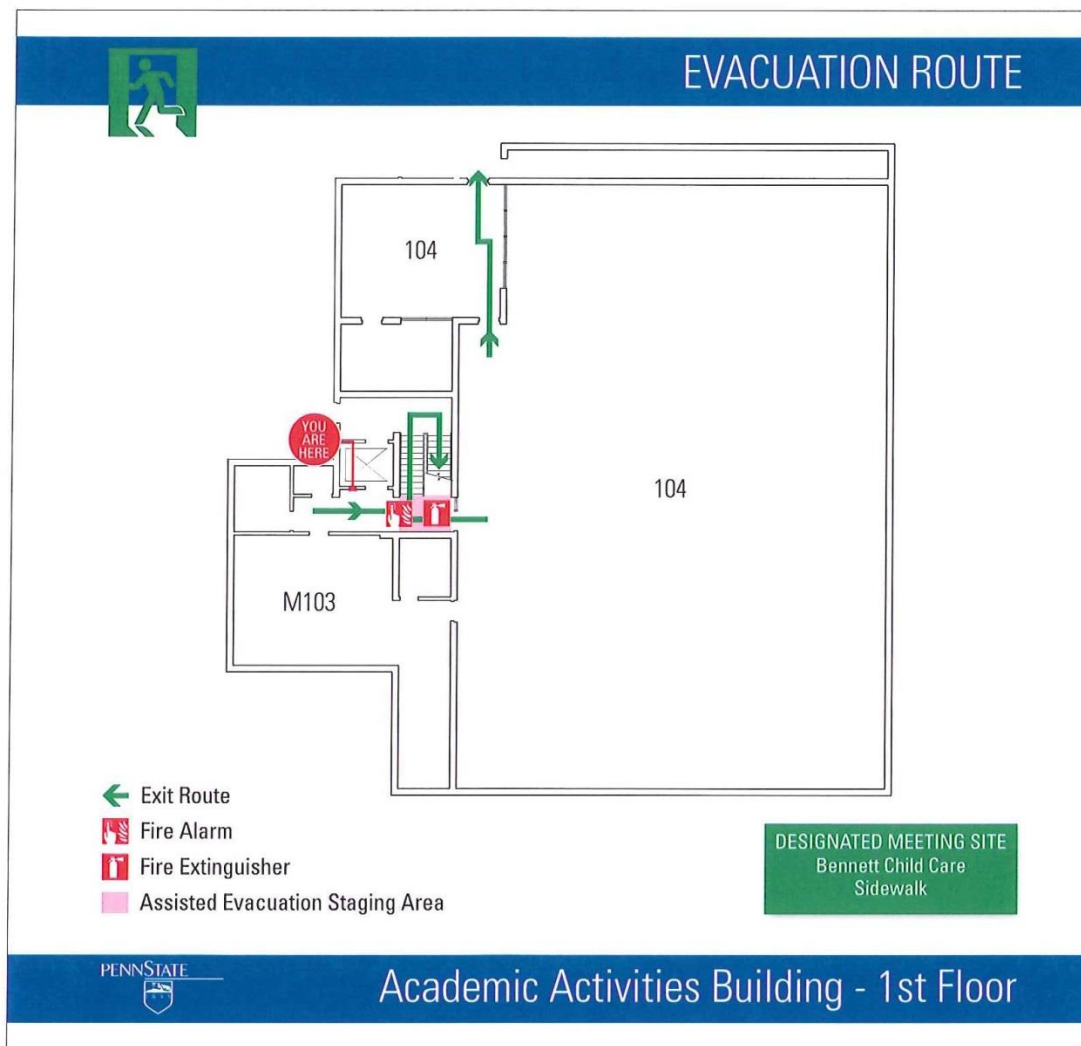 EVACUATION ROUTE
104
YOU
ARE
HERE
104
M103
Exit Route
Fire Alarm
Fire Extinguisher
Assisted Evacuation Staging Area
DESIGNATED MEETING SITE
Bennett Child Care
Sidewalk
PENNSTATE
Academic Activities Building - 1st Floor